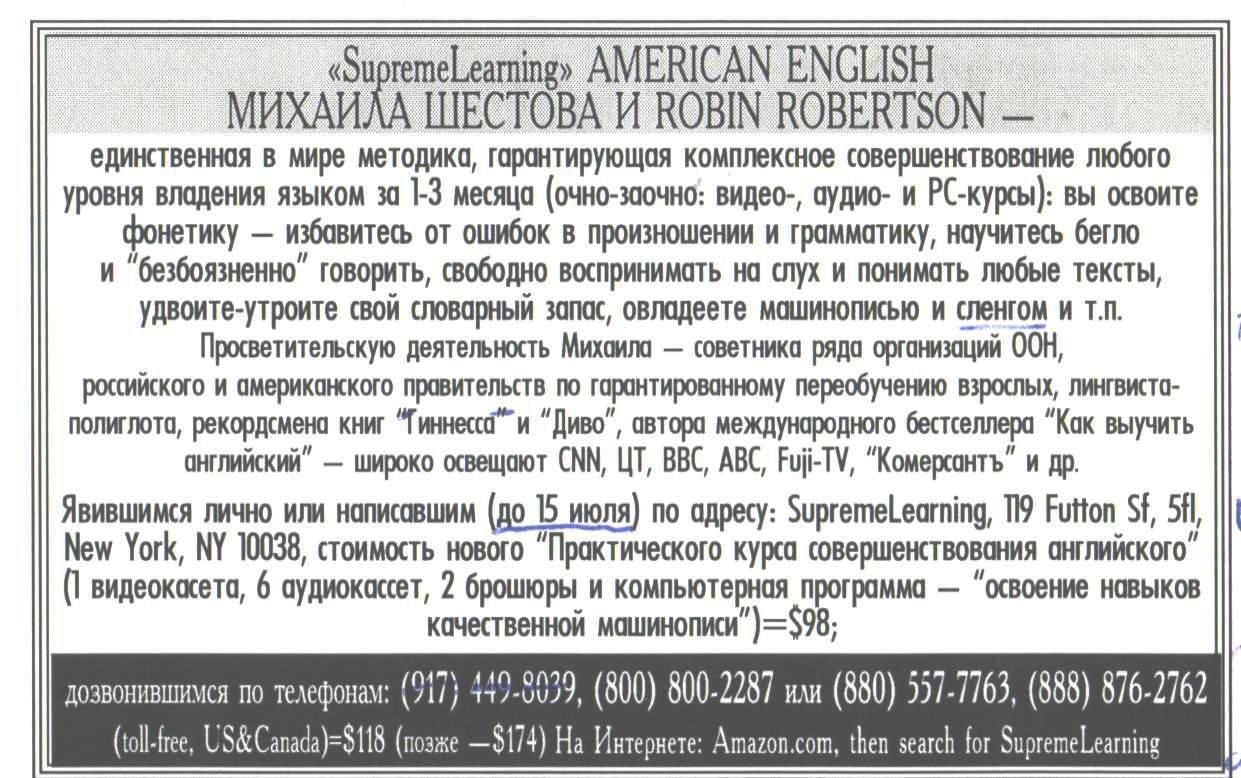 «SupremeLearning» AMERICAN ENGLISH
МИХАИЛА ШЕСТОВА И ROBIN ROBERTSON —
единственная в мире методика, гарантирующая комплексное совершенствование любого
уровня владения языком за 1-3 месяца (очно-заочно: видео-, аудио- и PC-курсы): вы освоите
фонетику — избавитесь от ошибок в произношении и грамматику, научитесь бегло
и "безбоязненно" говорить, свободно воспринимать на слух и понимать любые тексты,
удвоите-утроите свой словарный запас, овладеете машинописью и сленгом и т.п.
Просветительскую деятельность Михаила — советника ряда организаций ООН,
российского и американского правительств по гарантированному переобучению взрослых, лингвиста-
полиглота, рекордсмена книг "Гиннесса" и "Диво", автора международного бестселлера "Как выучить
английский" — широко освещают CNN, ЦТ, BBC, ABC, Fuji-TV, "Комерсантъ" и др.
Явившимся лично или написавшим (до 15 июля) по адресу: SupremeLearning, 119 Futton Sf, 5fl,
New York, NY 10038, стоимость нового "Практического курса совершенствования английского"
(1 видеокасета, 6 аудиокассет, 2 брошюры и компьютерная программа — "освоение навыков
качественной машинописи")=$98;
дозвонившимся по телефонам: (917) 449-8039, (800) 800-2287 или (880) 557-7763, (888) 876-2762
(toll-free, US&Canada)=$118 (позже —$174) На Интернете: Amazon.com, then search for SupremeLearning